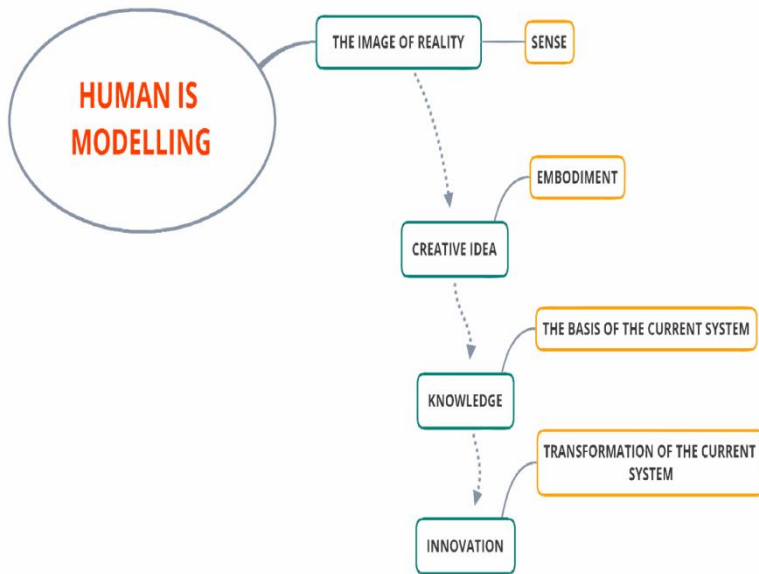 HUMAN IS
MODELLING
THE IMAGE OF REALITY
SENSE
EMBODIMENT
CREATIVE IDEA
THE BASIS OF THE CURRENT SYSTEM
KNOWLEDGE
TRANSFORMATION OF THE CURRENT
SYSTEM
INNOVATION